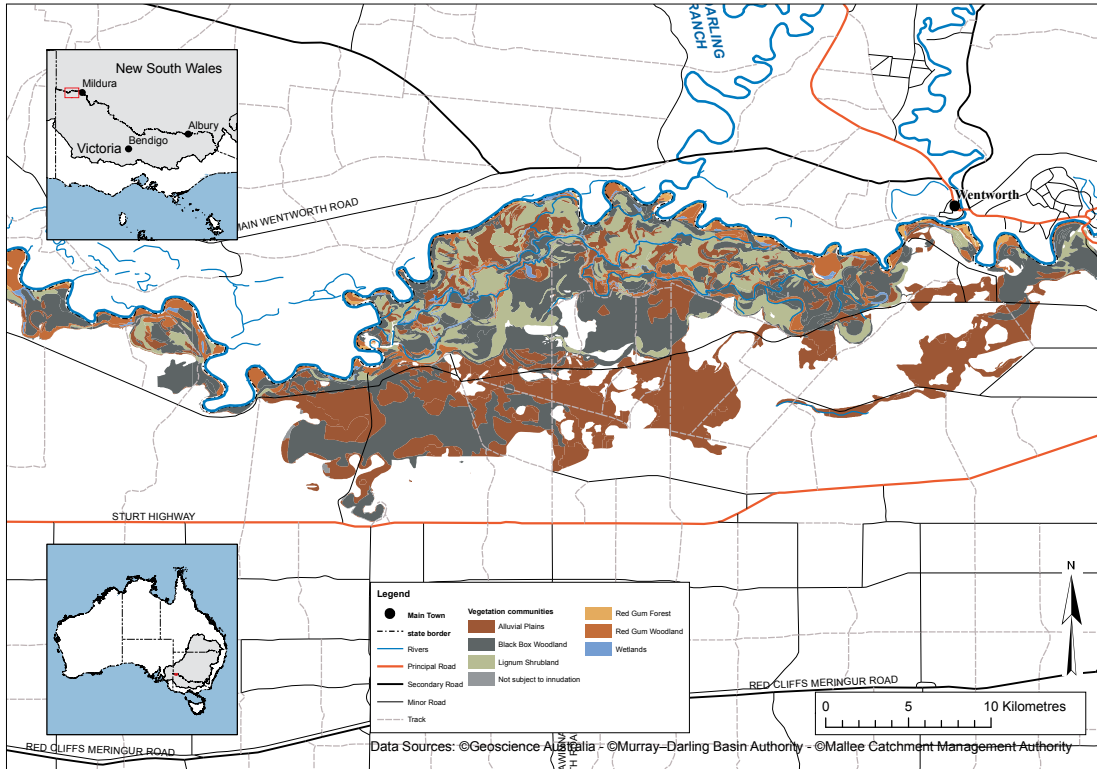 DARLING
BRANCH
New South Wales
Mildura
Albury
Bendigo
Victoria
MAIN WENTWORTH ROAD
Wentworth
STURT HIGHWAY
Legend
Main Town
state border
Rivers
Principal Road
Secondary Road
Minor Road
Track
Vegetation communities
Alluvial Plains
Black Box Woodland
Lignum Shrubland
Not subject to innudation
Red Gum Forest
Red Gum Woodland
Wetlands
N
RED CLIFFS MERINGUR ROAD
0 5 10 Kilometres
RED CLIFFS MERINGUR ROAD
Data Sources: ©Geoscience Australia - ©Murray–Darling Basin Authority - ©Mallee Catchment Management Authority